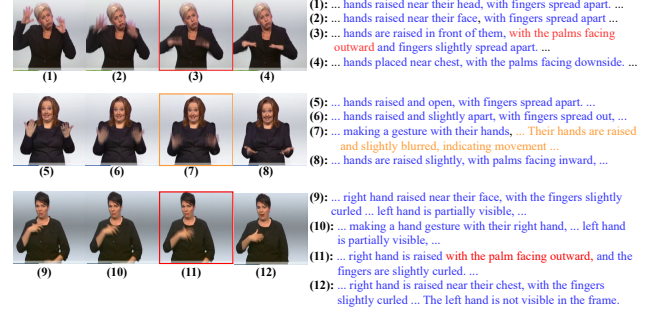 (1): ... hands raised near their head, with fingers spread apart. ...
(2): ... hands raised near their face, with fingers spread apart ...
(3): ... hands are raised in front of them, with the palms facing
outward and fingers slightly spread apart. ...
(4): ... hands placed near chest, with the palms facing downside. ...
(1) (2) (3) (4)
(5): ... hands raised and open, with fingers spread apart. ...
(6): ... hands raised and slightly apart, with fingers spread out, ...
(7): ... making a gesture with their hands, ... Their hands are raised
and slightly blurred, indicating movement ...
(8): ... hands are raised slightly, with palms facing inward, ...
(5) (6) (7) (8)
(9): ... right hand raised near their face, with the fingers slightly
curled ... left hand is partially visible, ...
(10): ... making a hand gesture with their right hand, ... left hand
is partially visible, ...
(11): ... right hand is raised with the palm facing outward, and the
fingers are slightly curled. ...
(12): ... right hand is raised near their chest, with the fingers
slightly curled ... The left hand is not visible in the frame.
(9) (10) (11) (12)